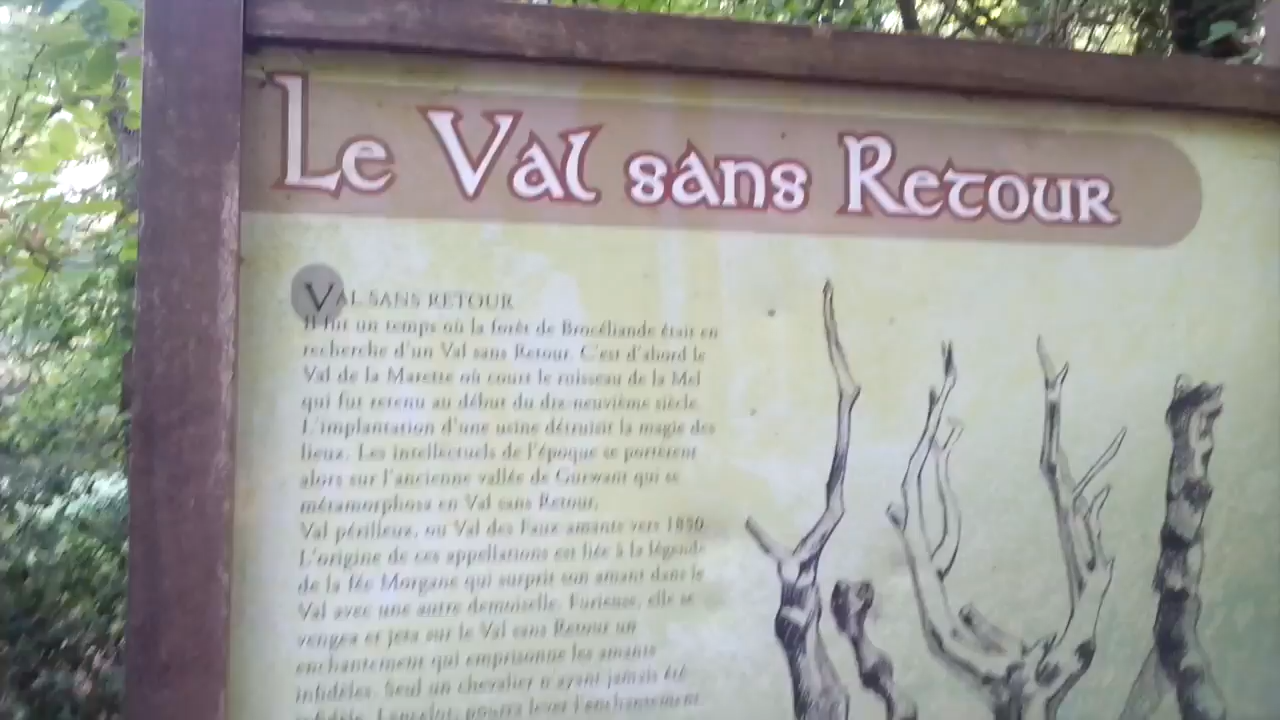 Le Val sans Retour
VAL SANS RETOUR
Il fut un temps où la forêt de Brocéliande était en
recherche d'un Val sans Retour. C'est d'abord le
Val de la Marette où court le ruisseau de la Mel
qui fut retenu au début du dix-neuvième siècle.
L'implantation d'une usine détruisit la magie des
lieux. Les intellectuels de l'époque se portèrent
alors sur l'ancienne vallée de Gurwant qui se
métamorphosa en Val sans Retour,
Val périlleux, ou Val des Faux amants vers 1850.
L'origine de ces appellations est liée à la légende
de la fée Morgane qui surprit son amant dans le
Val avec une autre demoiselle. Furieuse, elle se
vengea et jeta sur le Val sans Retour un
enchantement qui emprisonne les amants
infidèles. Seul un chevalier n'ayant jamais été
infidèle, Lancelot, pourra lever l'enchantement.